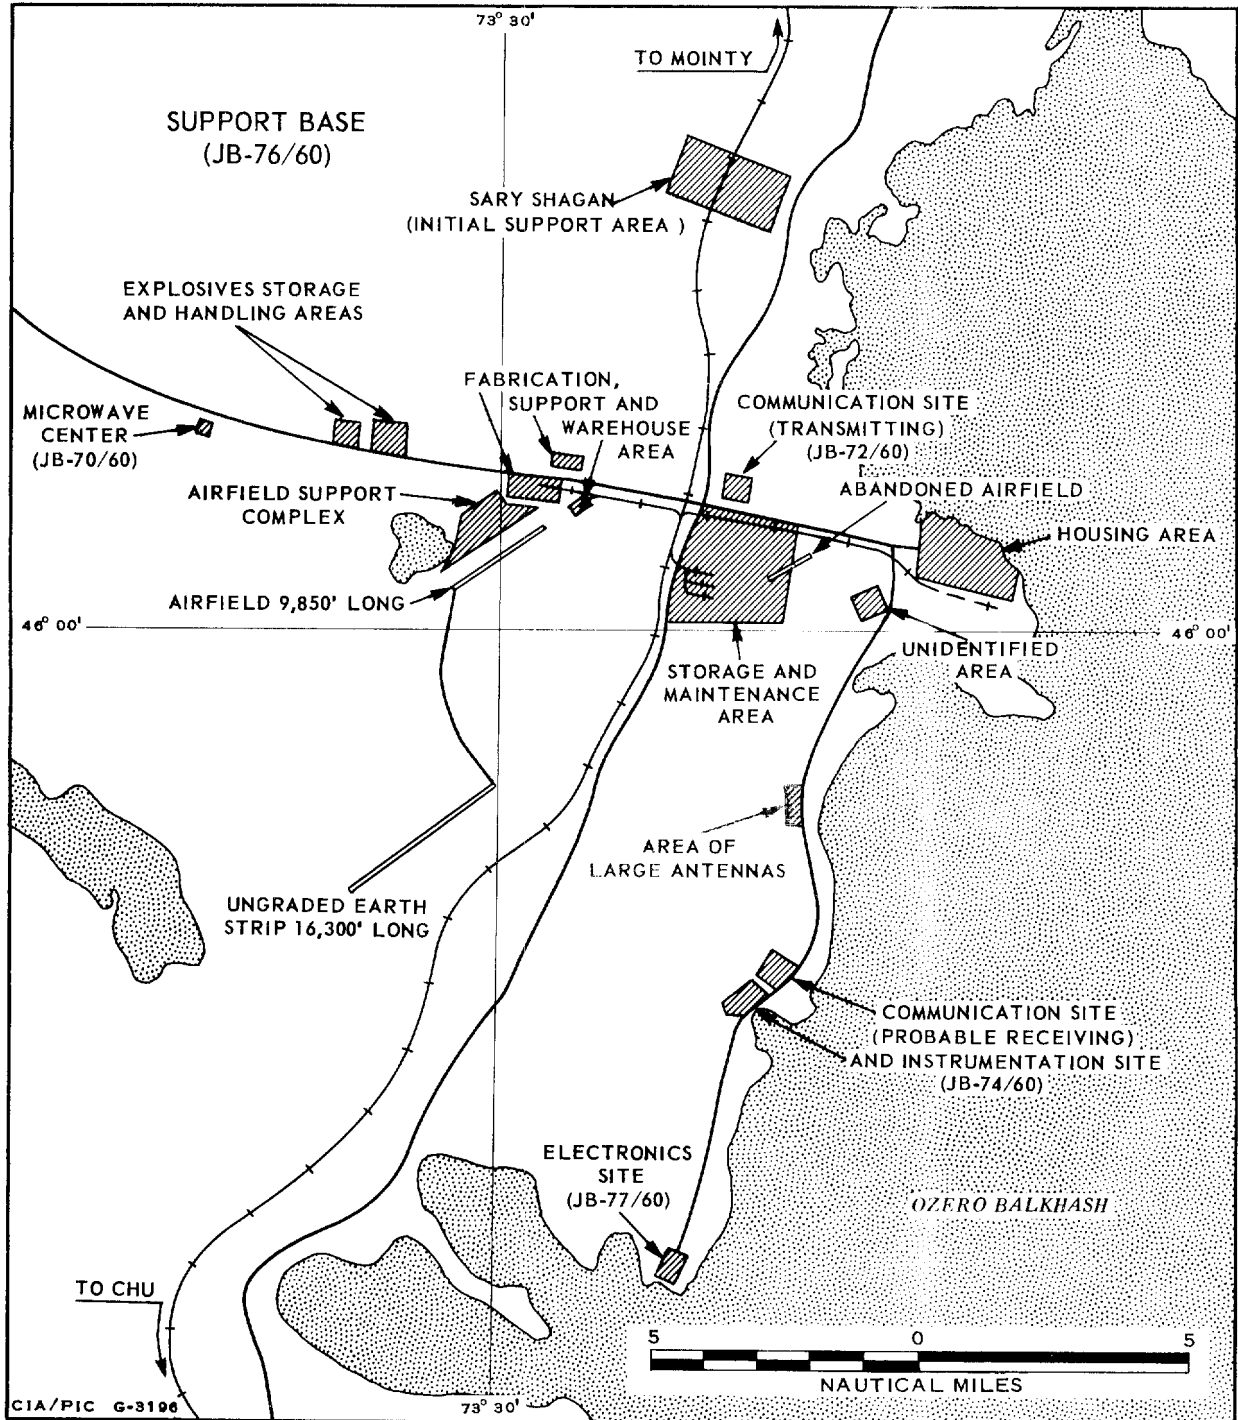 73° 30'
TO MOINTY
SUPPORT BASE
(JB-76/60)
SARY SHAGAN
(INITIAL SUPPORT AREA )
EXPLOSIVES STORAGE
AND HANDLING AREAS
FABRICATION,
SUPPORT AND
WAREHOUSE
AREA
MICROWAVE
CENTER
(JB-70/60)
COMMUNICATION SITE
(TRANSMITTING)
(JB-72/60)
AIRFIELD SUPPORT
COMPLEX
ABANDONED AIRFIELD
HOUSING AREA
AIRFIELD 9,850' LONG
46° 00'
46° 00'
UNIDENTIFIED
AREA
STORAGE AND
MAINTENANCE
AREA
AREA OF
LARGE ANTENNAS
UNGRADED EARTH
STRIP 16,300' LONG
COMMUNICATION SITE
(PROBABLE RECEIVING)
AND INSTRUMENTATION SITE
(JB-74/60)
ELECTRONICS
SITE
(JB-77/60)
OZERO BALKHASH
TO CHU
5 0 5
NAUTICAL MILES
CIA/PIC G-3196
73° 30'